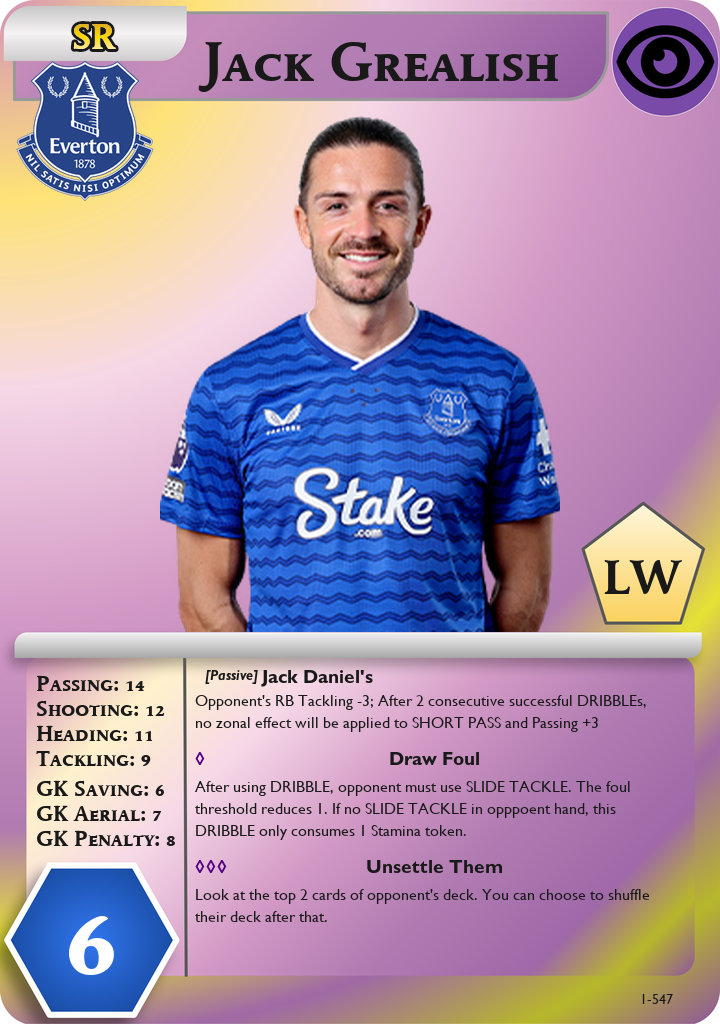 SR
Jack Grealish
Everton
1878
NIL SATIS NISI OPTIMUM
Stake
.com
LW
Passing: 14
Shooting: 12
Heading: 11
Tackling: 9
GK Saving: 6
GK Aerial: 7
GK Penalty: 8
6
[Passive] Jack Daniel's
Opponent's RB Tackling -3; After 2 consecutive successful DRIBBLEs,
no zonal effect will be applied to SHORT PASS and Passing +3
◊ Draw Foul
After using DRIBBLE, opponent must use SLIDE TACKLE. The foul
threshold reduces 1. If no SLIDE TACKLE in opppoent hand, this
DRIBBLE only consumes 1 Stamina token.
◊◊◊ Unsettle Them
Look at the top 2 cards of opponent's deck. You can choose to shuffle
their deck after that.
1-547